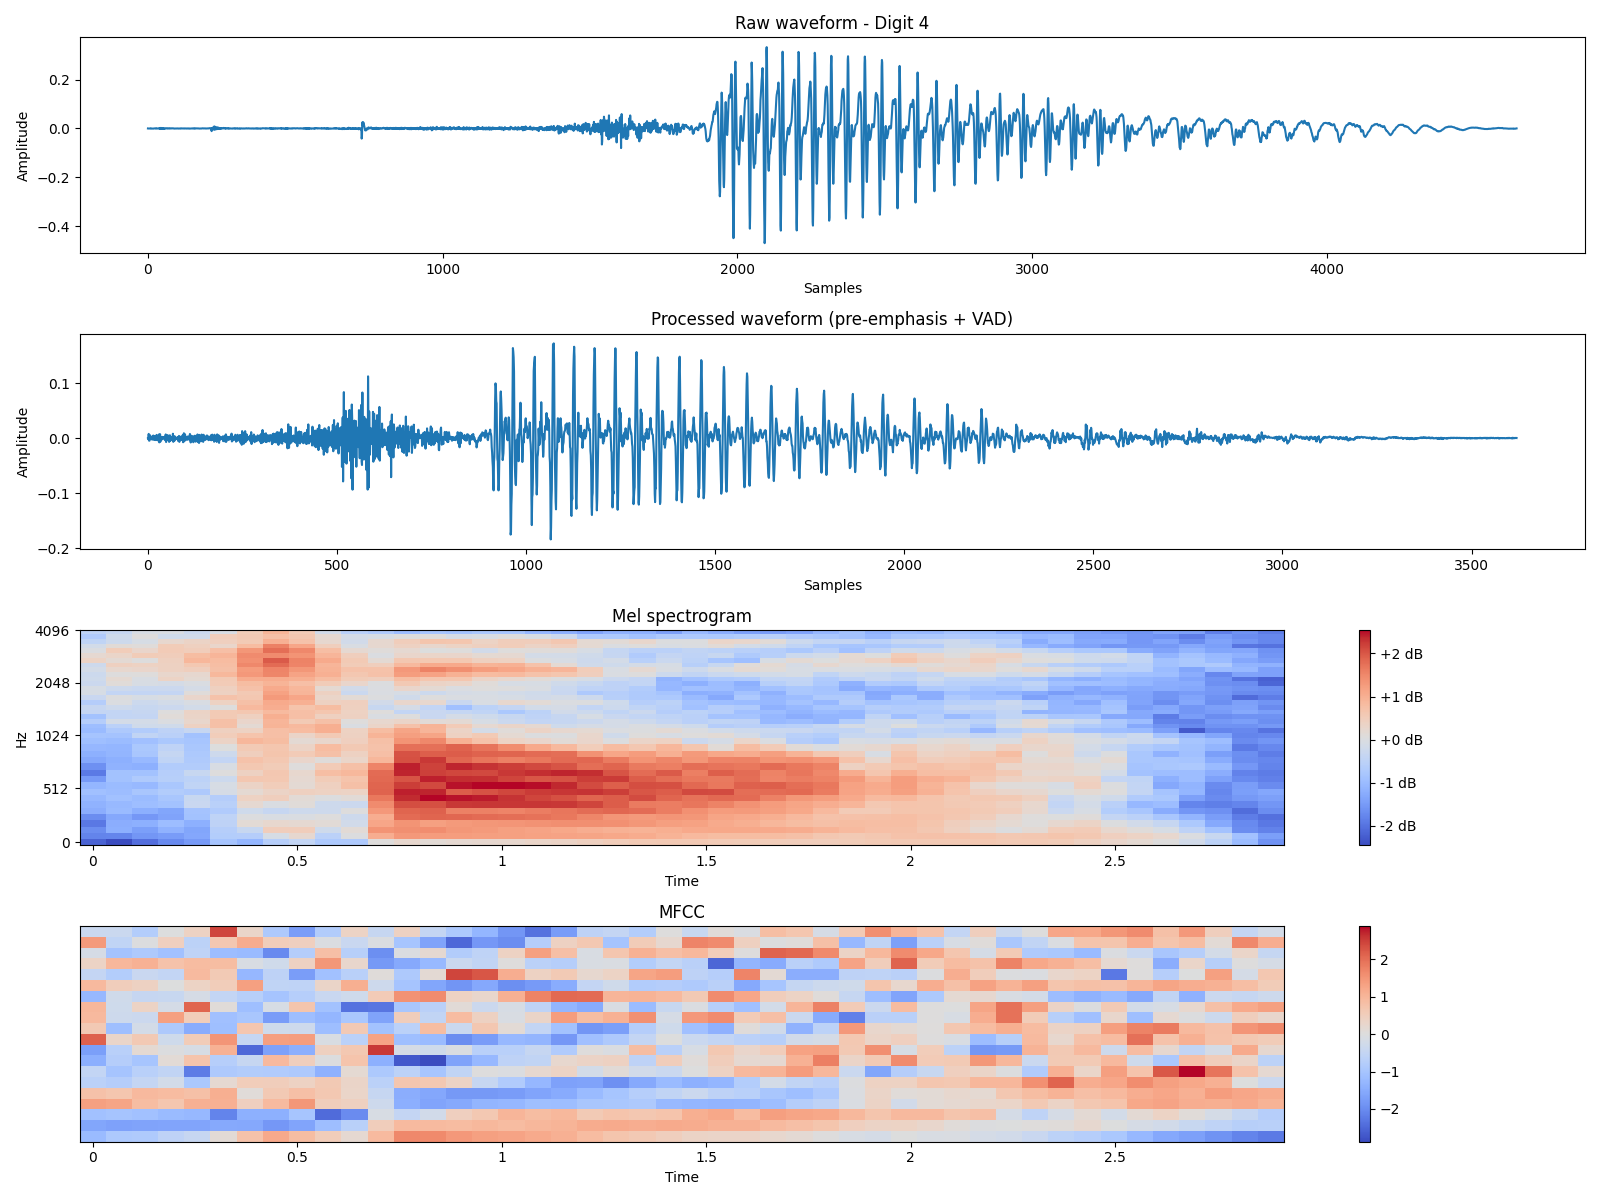 Raw waveform - Digit 4
0.2
0.0
−0.2
−0.4
Amplitude
0 1000 2000 3000 4000
Samples
Processed waveform (pre-emphasis + VAD)
0.1
0.0
−0.1
−0.2
Amplitude
0 500 1000 1500 2000 2500 3000 3500
Samples
Mel spectrogram
4096
2048
1024
512
0
Hz
0 0.5 1 1.5 2 2.5
Time
+2 dB
+1 dB
+0 dB
-1 dB
-2 dB
MFCC
0 0.5 1 1.5 2 2.5
Time
2
1
0
−1
−2